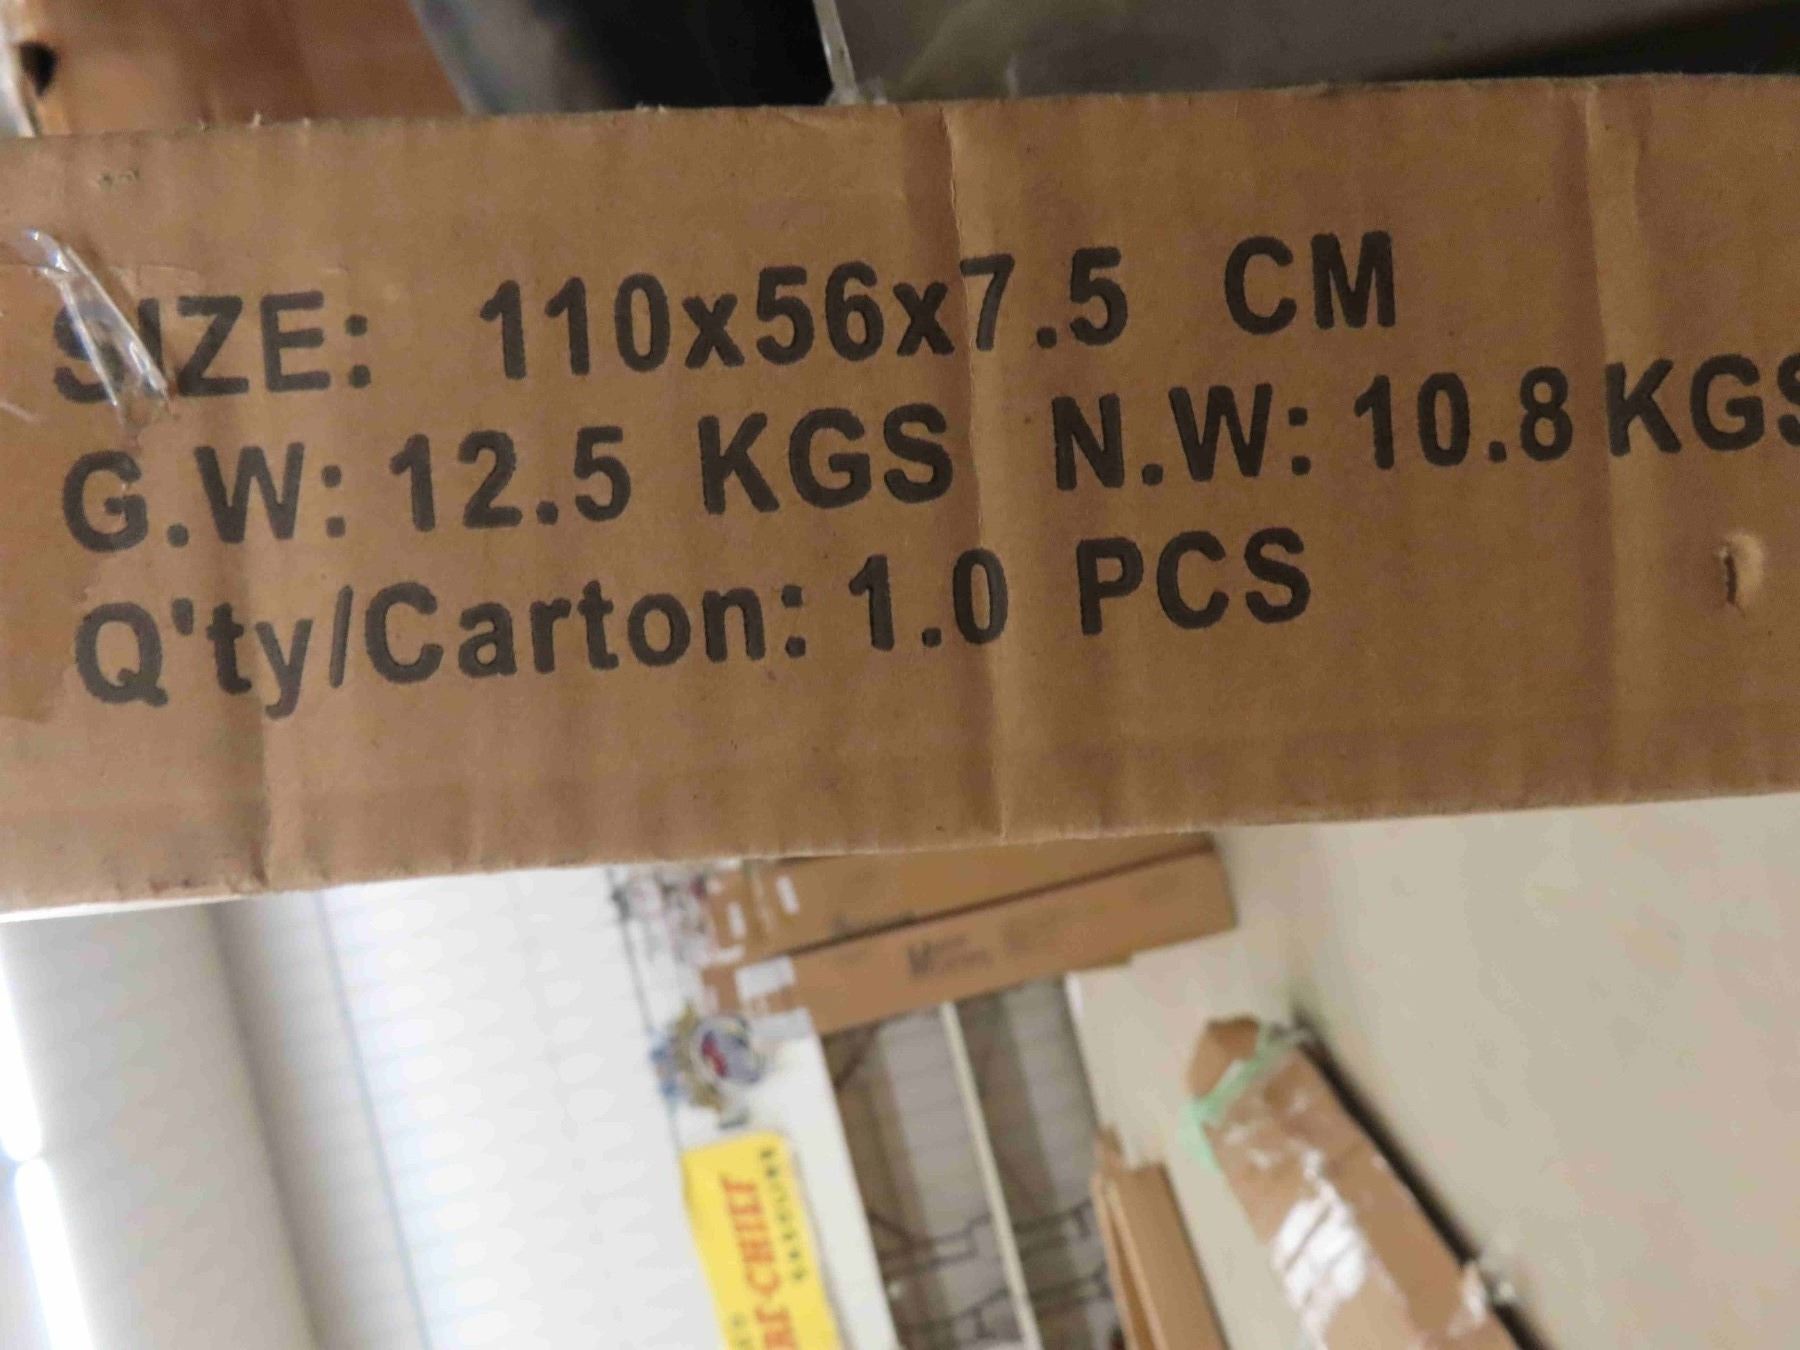 SIZE: 110x56x7.5 CM
G.W: 12.5 KGS N.W: 10.8 KGS
Q'ty/Carton: 1.0 PCS